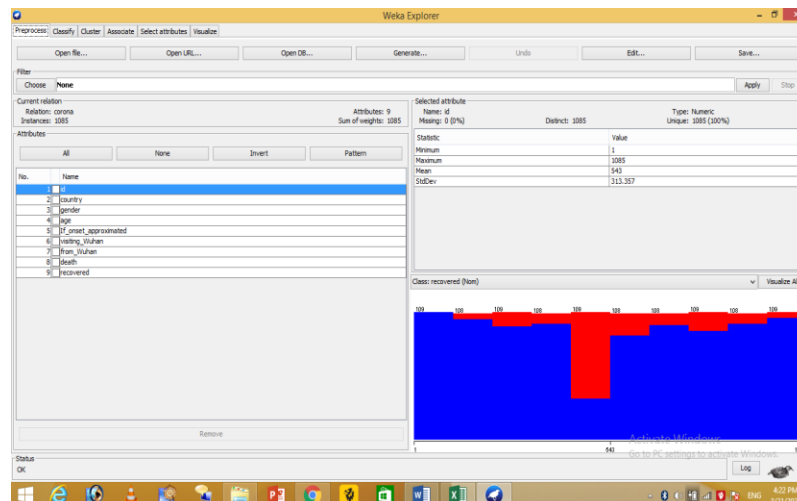 Weka Explorer
Preprocess Classify Cluster Associate Select attributes Visualize
Open file... Open URL... Open DB... Generate... Undo Edit... Save...
Filter
Choose None Apply Stop
Current relation
Relation: corona Attributes: 9
Instances: 1085 Sum of weights: 1085
Attributes
All None Invert Pattern
No. Name
1 id
2 country
3 gender
4 age
5 If_onset_approximated
6 visiting_Wuhan
7 from_Wuhan
8 death
9 recovered
Remove
Selected attribute
Name: id Type: Numeric
Missing: 0 (0%) Distinct: 1085 Unique: 1085 (100%)
Statistic Value
Minimum 1
Maximum 1085
Mean 543
StdDev 313.357
Class: recovered (Nom) Visualize Al
109 108 109 108 109 108 108 109 108 109
1 543
Activate Windows
Go to PC settings to activate Windows.
Status
OK Log
ENG 4:22 PM